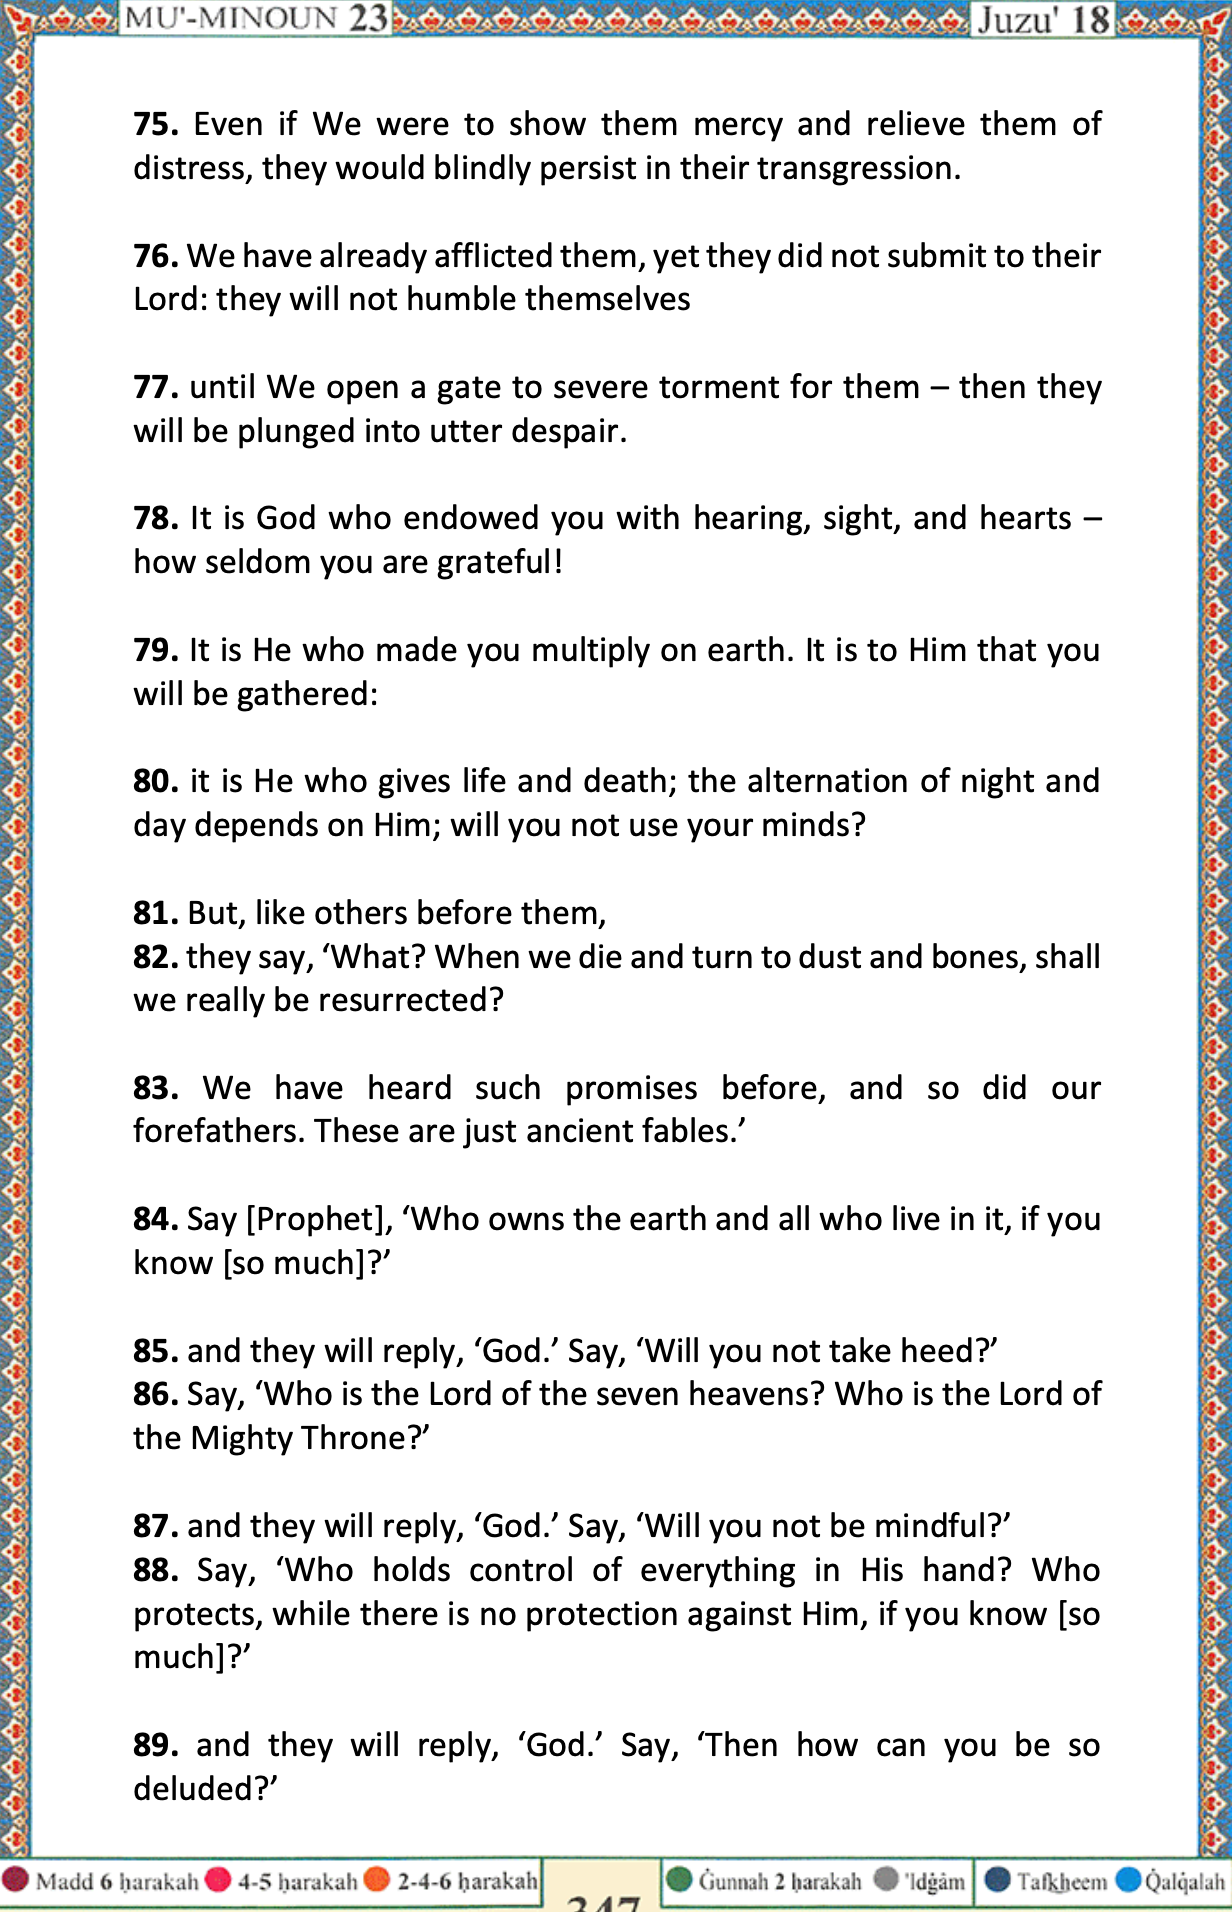 MU'-MINOUN 23 Juzu' 18
75. Even if We were to show them mercy and relieve them of
distress, they would blindly persist in their transgression.
76. We have already afflicted them, yet they did not submit to their
Lord: they will not humble themselves
77. until We open a gate to severe torment for them – then they
will be plunged into utter despair.
78. It is God who endowed you with hearing, sight, and hearts –
how seldom you are grateful!
79. It is He who made you multiply on earth. It is to Him that you
will be gathered:
80. it is He who gives life and death; the alternation of night and
day depends on Him; will you not use your minds?
81. But, like others before them,
82. they say, ‘What? When we die and turn to dust and bones, shall
we really be resurrected?
83. We have heard such promises before, and so did our
forefathers. These are just ancient fables.’
84. Say [Prophet], ‘Who owns the earth and all who live in it, if you
know [so much]?’
85. and they will reply, ‘God.’ Say, ‘Will you not take heed?’
86. Say, ‘Who is the Lord of the seven heavens? Who is the Lord of
the Mighty Throne?’
87. and they will reply, ‘God.’ Say, ‘Will you not be mindful?’
88. Say, ‘Who holds control of everything in His hand? Who
protects, while there is no protection against Him, if you know [so
much]?’
89. and they will reply, ‘God.’ Say, ‘Then how can you be so
deluded?’
Madd 6 ḥarakah 4-5 ḥarakah 2-4-6 ḥarakah 347 Ġunnah 2 ḥarakah 'Idġâm Tafkheem Q̇alq̇alah